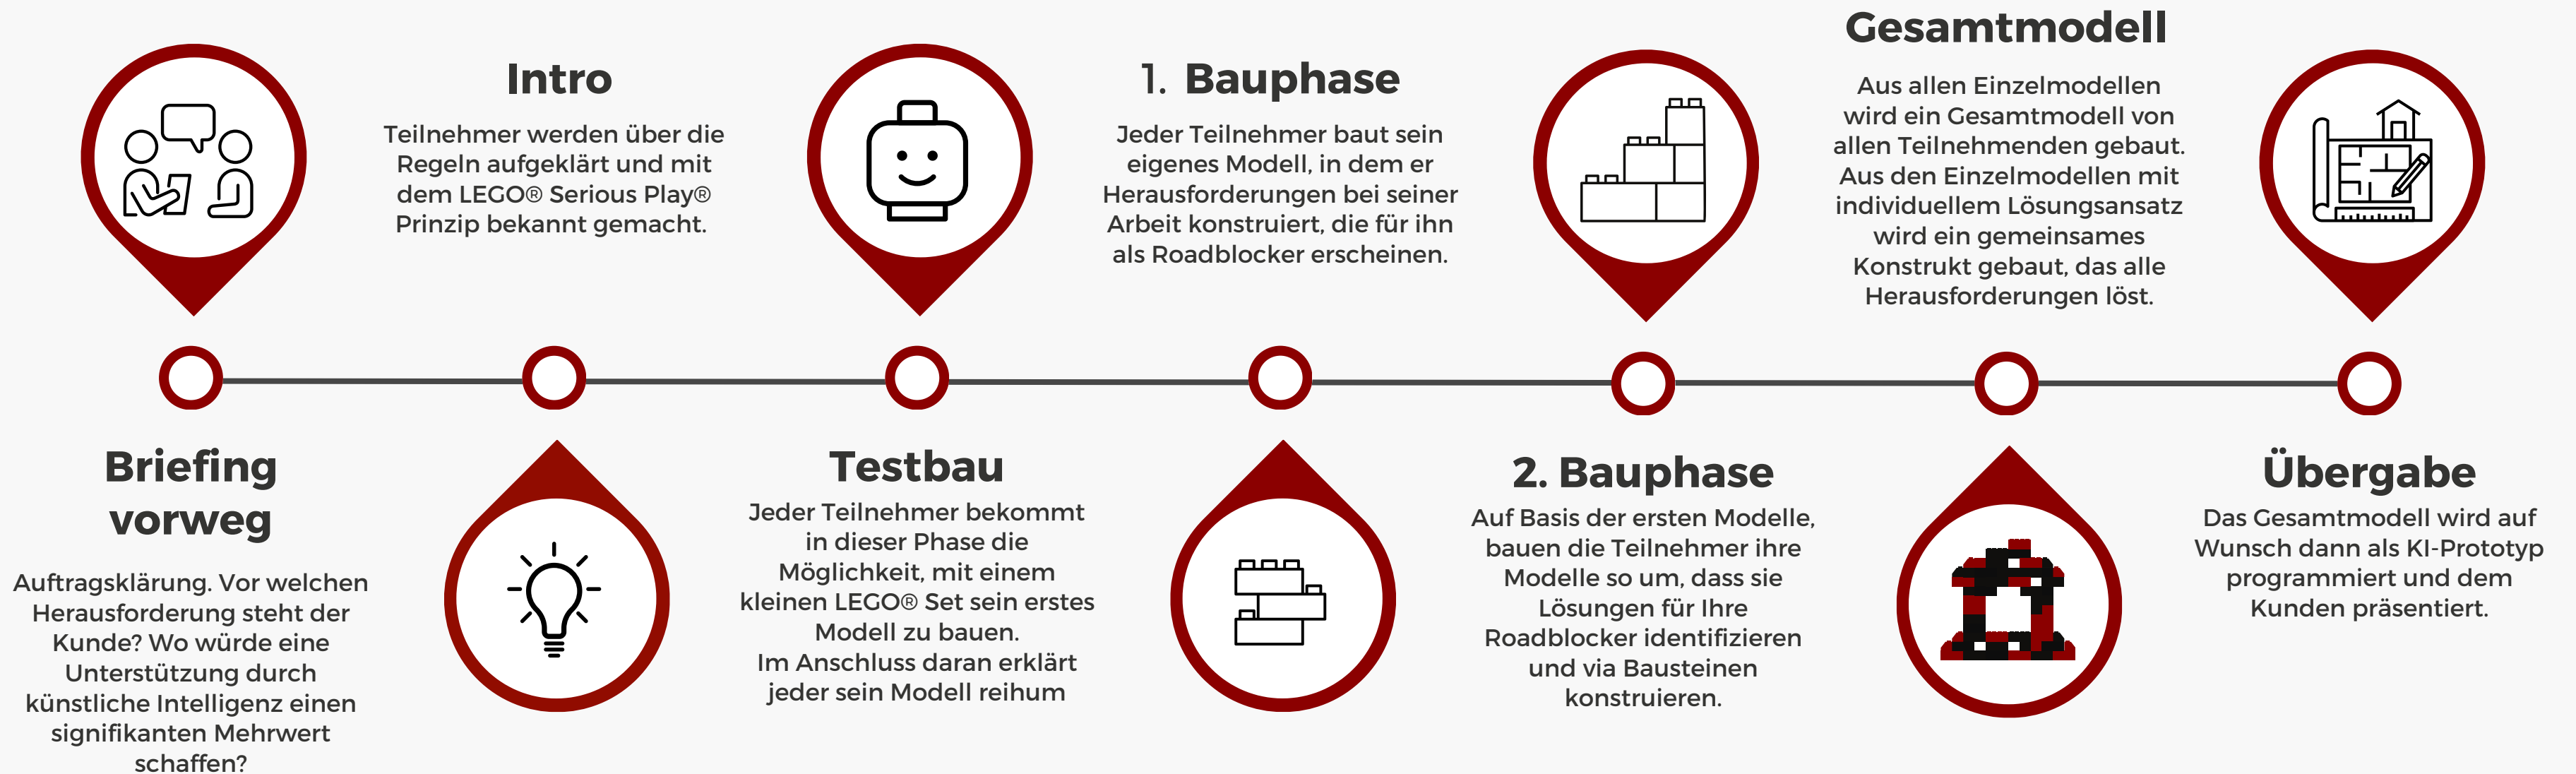 Briefing
vorweg
Auftragsklärung. Vor welchen
Herausforderung steht der
Kunde? Wo würde eine
Unterstützung durch
künstliche Intelligenz einen
signifikanten Mehrwert
schaffen?
Intro
Teilnehmer werden über die
Regeln aufgeklärt und mit
dem LEGO® Serious Play®
Prinzip bekannt gemacht.
Testbau
Jeder Teilnehmer bekommt
in dieser Phase die
Möglichkeit, mit einem
kleinen LEGO® Set sein erstes
Modell zu bauen.
Im Anschluss daran erklärt
jeder sein Modell reihum
1. Bauphase
Jeder Teilnehmer baut sein
eigenes Modell, in dem er
Herausforderungen bei seiner
Arbeit konstruiert, die für ihn
als Roadblocker erscheinen.
2. Bauphase
Auf Basis der ersten Modelle,
bauen die Teilnehmer ihre
Modelle so um, dass sie
Lösungen für Ihre
Roadblocker identifizieren
und via Bausteinen
konstruieren.
Gesamtmodell
Aus allen Einzelmodellen
wird ein Gesamtmodell von
allen Teilnehmenden gebaut.
Aus den Einzelmodellen mit
individuellem Lösungsansatz
wird ein gemeinsames
Konstrukt gebaut, das alle
Herausforderungen löst.
Übergabe
Das Gesamtmodell wird auf
Wunsch dann als KI-Prototyp
programmiert und dem
Kunden präsentiert.